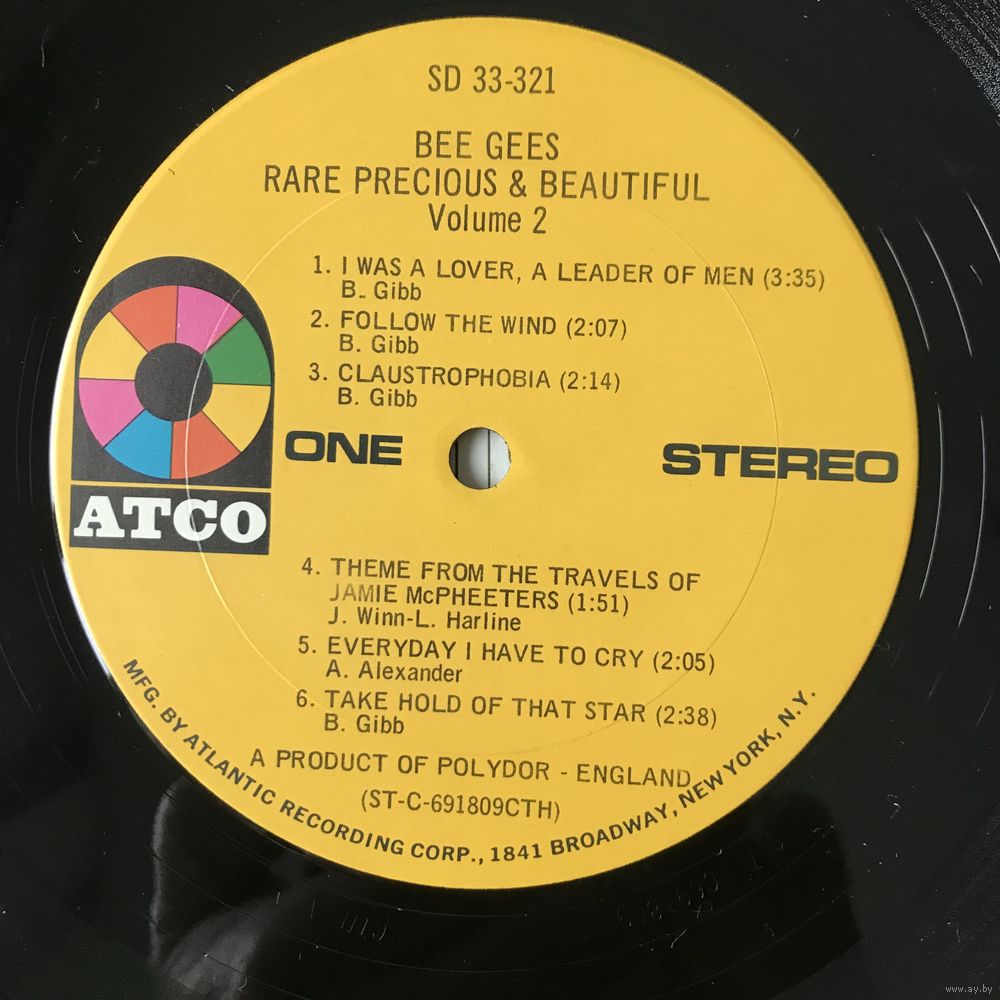 SD 33-321
BEE GEES
RARE PRECIOUS & BEAUTIFUL
Volume 2
1. I WAS A LOVER, A LEADER OF MEN (3:35)
B. Gibb
2. FOLLOW THE WIND (2:07)
B. Gibb
3. CLAUSTROPHOBIA (2:14)
B. Gibb
ONE
STEREO
ATCO
4. THEME FROM THE TRAVELS OF
JAMIE McPHEETERS (1:51)
J. Winn-L. Harline
5. EVERYDAY I HAVE TO CRY (2:05)
A. Alexander
6. TAKE HOLD OF THAT STAR (2:38)
B. Gibb
A PRODUCT OF POLYDOR - ENGLAND
(ST-C-691809CTH)
MFG. BY ATLANTIC RECORDING CORP., 1841 BROADWAY, NEW YORK, N.Y.
www.ay.by